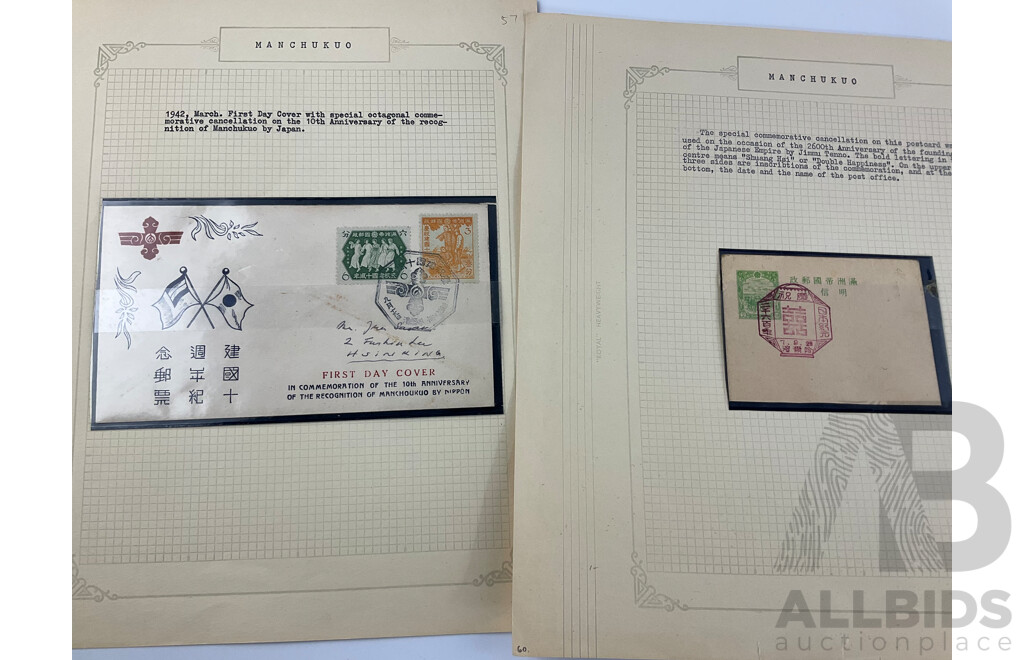 57
MANCHUKUO
1942, March. First Day Cover with special octagonal comme-
morative cancellation on the 10th Anniversary of the recog-
nition of Manchukuo by Japan.
建國十
週年紀
念郵票
2
HSINKING
FIRST DAY COVER
IN COMMEMORATION OF THE 10th ANNIVERSARY
OF THE RECOGNITION OF MANCHOUKUO BY NIPPON
MANCHUKUO
The special commemorative cancellation on this postcard w
used on the occasion of the 2600th Anniversary of the founding
of the Japanese Empire by Jimmu Tenno. The bold lettering in
centre means "Shuang Hsi" or "Double Happiness". On the upper
three sides are inscribtions of the commemoration, and at the
bottom, the date and the name of the post office.
政郵國帝洲滿
信明
囍
60.
AB
ALLBIDS
auctionplace